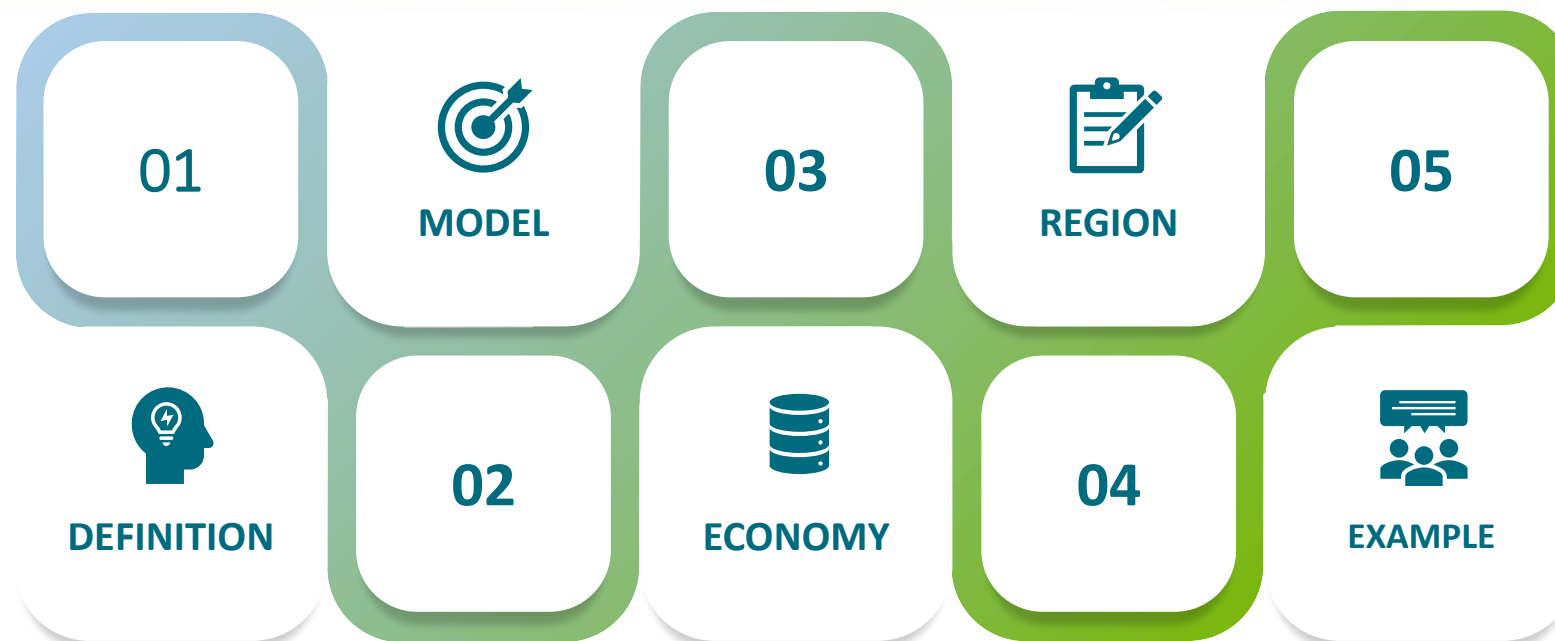 01
MODEL
03
REGION
05
DEFINITION
02
ECONOMY
04
EXAMPLE